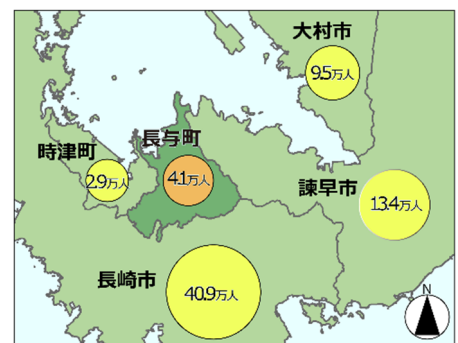 大村市
9.5万人
長与町
時津町
2.9万人
4.1万人
諫早市
13.4万人
長崎市
40.9万人
N